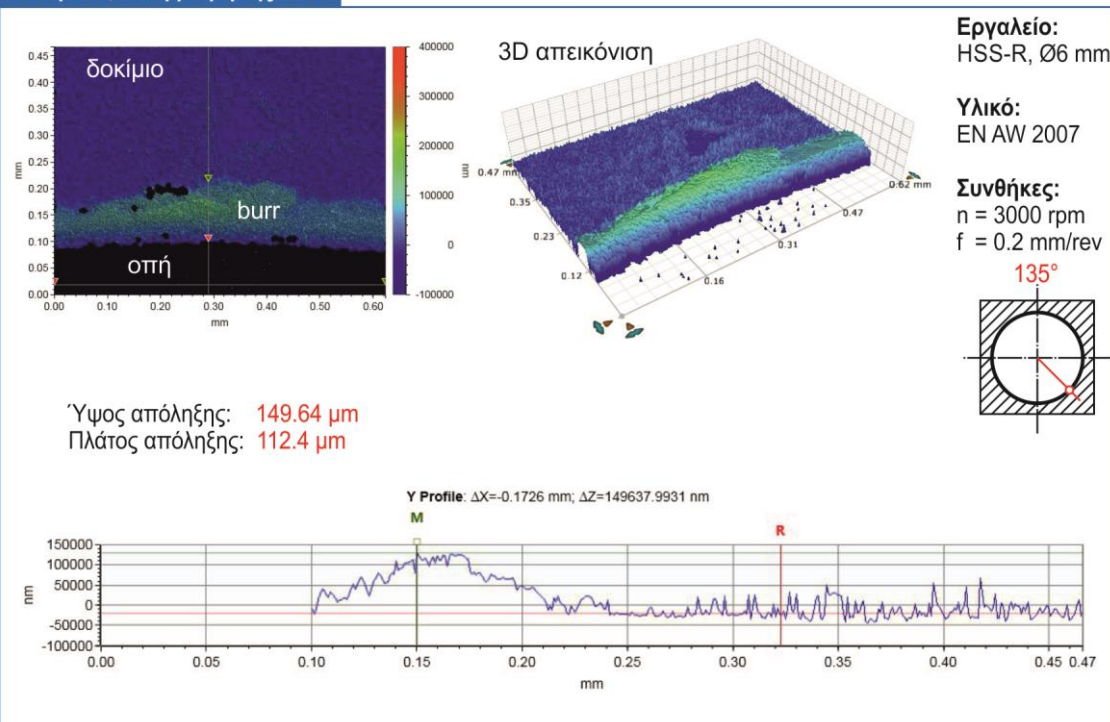 δοκίμιο
burr
οπή
0.45
0.40
0.35
0.30
0.25
0.20
0.15
0.10
0.05
0.00
mm
0.00 0.10 0.20 0.30 0.40 0.50 0.60
mm
400000
300000
200000
100000
0
-100000
nm
3D απεικόνιση
0.47 mm
0.35
0.23
0.12
0.16
0.31
0.47
0.62 mm
Εργαλείο:
HSS-R, Ø6 mm
Υλικό:
EN AW 2007
Συνθήκες:
n = 3000 rpm
f = 0.2 mm/rev
135°
Ύψος απόληξης: 149.64 μm
Πλάτος απόληξης: 112.4 μm
Y Profile: ΔX=-0.1726 mm; ΔZ=149637.9931 nm
M
R
150000
100000
50000
0
-50000
-100000
nm
0.00 0.05 0.10 0.15 0.20 0.25 0.30 0.35 0.40 0.45 0.47
mm